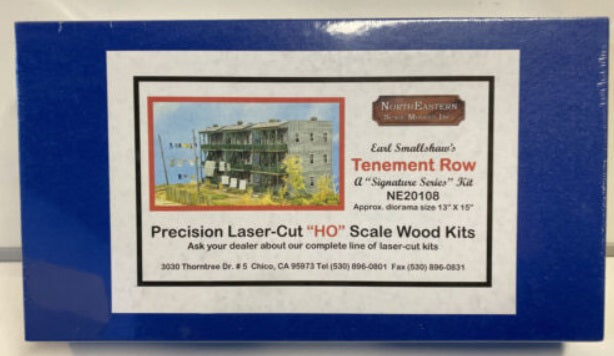 NORTHEASTERN
SCALE MODELS INC.
Earl Smallshaw's
Tenement Row
A "Signature Series" Kit
NE20108
Approx. diorama size 13" X 15"
Precision Laser-Cut "HO" Scale Wood Kits
Ask your dealer about our complete line of laser-cut kits
3030 Thorntree Dr. # 5 Chico, CA 95973 Tel (530) 896-0801 Fax (530) 896-0831